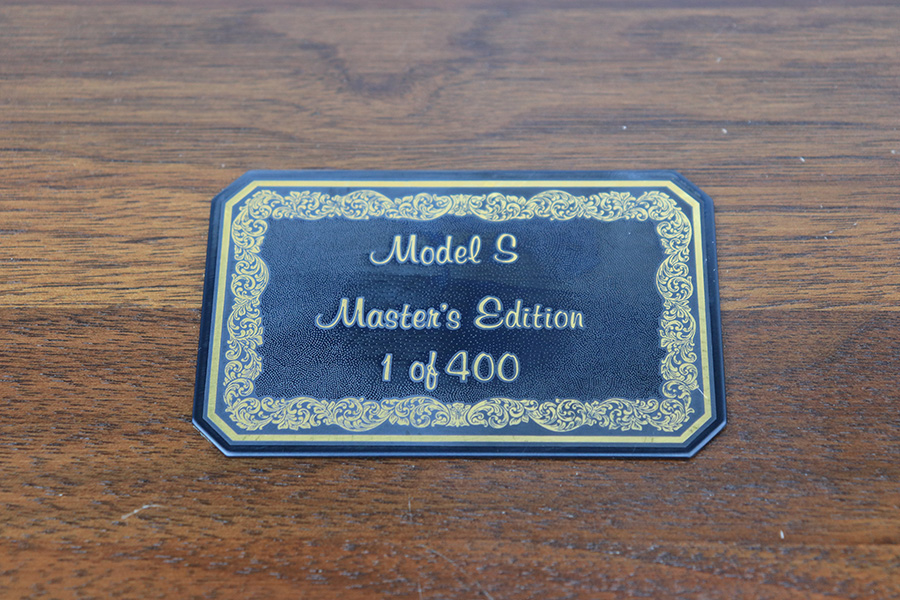 Model S
Master's Edition
1 of 400